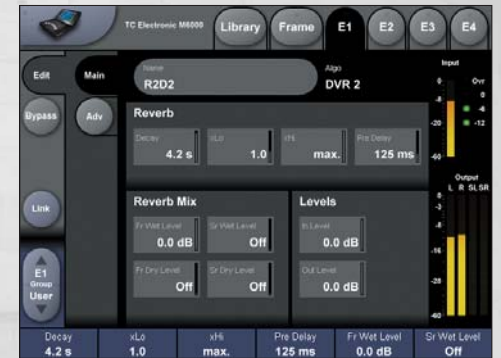 TC Electronic M6000
Library
Frame
E1
E2
E3
E4
Edit
Main
Name
R2D2
Algo
DVR 2
Input
0
Ovr
0
-4
-12
-20
-60
Bypass
Adv
Reverb
Decay
4.2 s
xLo
1.0
xHi
max.
Pre Delay
125 ms
Output
L R SL SR
0
-3
-16
-28
-40
Link
Reverb Mix
Levels
Fr Wet Level
0.0 dB
Sr Wet Level
Off
In Level
0.0 dB
Fr Dry Level
Off
Sr Dry Level
Off
Out Level
0.0 dB
E1
Group
User
Decay
4.2 s
xLo
1.0
xHi
max.
Pre Delay
125 ms
Fr Wet Level
0.0 dB
Sr Wet Level
Off